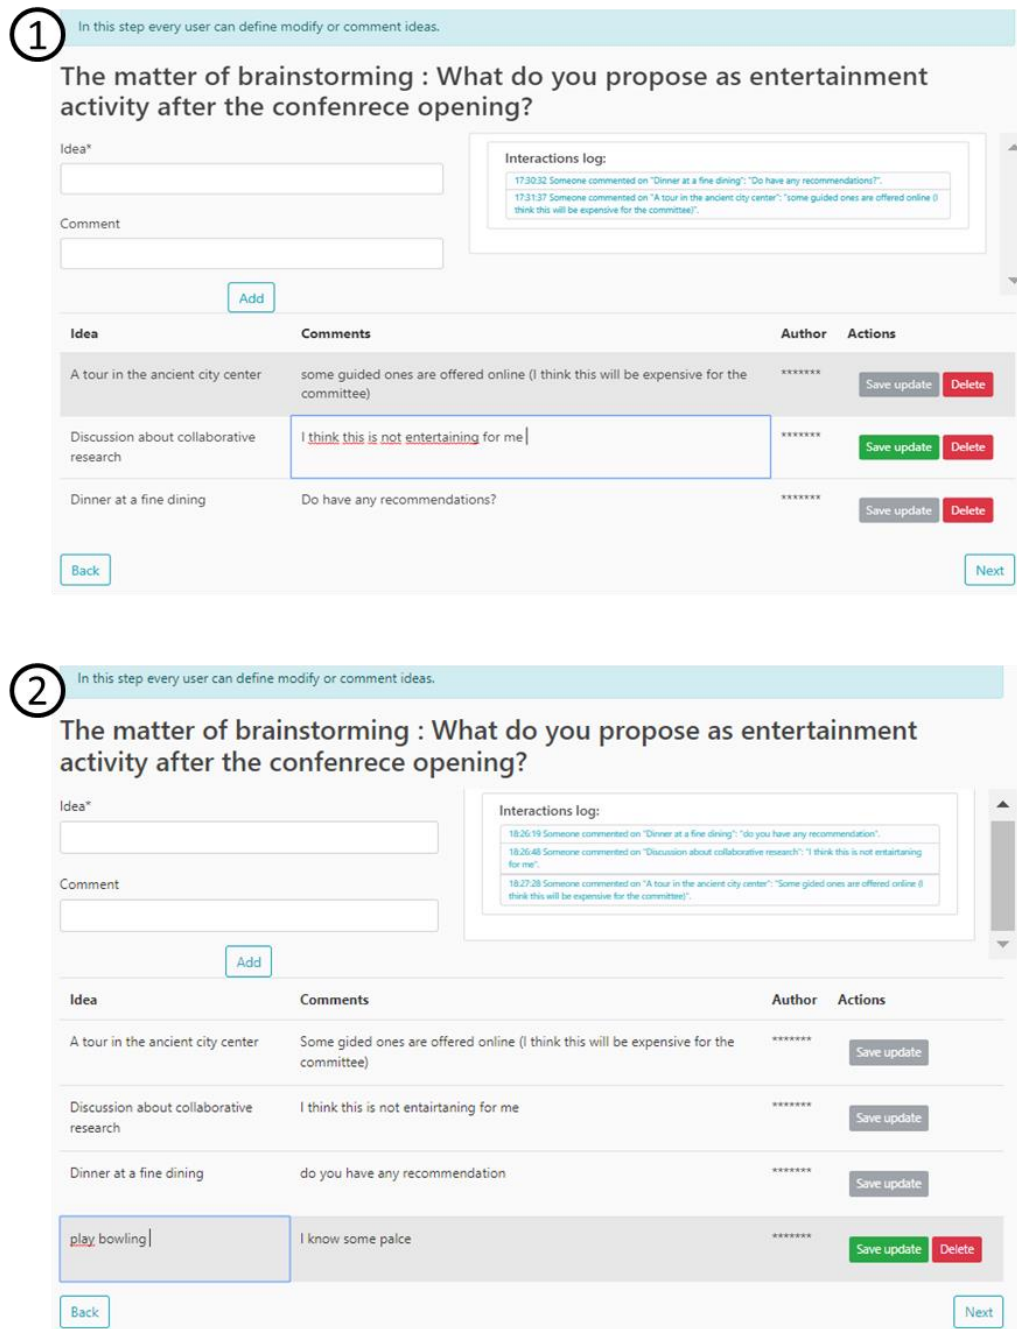 1
In this step every user can define modify or comment ideas.
The matter of brainstorming : What do you propose as entertainment
activity after the confenrece opening?
Idea*
Interactions log:
17:30:32 Someone commented on "Dinner at a fine dining": "Do have any recommendations?".
17:31:37 Someone commented on "A tour in the ancient city center": "some guided ones are offered online (I
think this will be expensive for the committee)".
Comment
Add
Idea Comments Author Actions
A tour in the ancient city center some guided ones are offered online (I think this will be expensive for the ******* Save update Delete
committee)
Discussion about collaborative I think this is not entertaining for me ******* Save update Delete
research
Dinner at a fine dining Do have any recommendations? ******* Save update Delete
Back Next
2
In this step every user can define modify or comment ideas.
The matter of brainstorming : What do you propose as entertainment
activity after the confenrece opening?
Idea*
Interactions log:
18:26:19 Someone commented on "Dinner at a fine dining": "do you have any recommendation".
18:26:48 Someone commented on "Discussion about collaborative research": "I think this is not entairtaning
for me".
18:27:28 Someone commented on "A tour in the ancient city center": "Some gided ones are offered online (I
think this will be expensive for the committee)".
Comment
Add
Idea Comments Author Actions
A tour in the ancient city center Some gided ones are offered online (I think this will be expensive for the ******* Save update
committee)
Discussion about collaborative I think this is not entairtaning for me ******* Save update
research
Dinner at a fine dining do you have any recommendation ******* Save update
play bowling I know some palce ******* Save update Delete
Back Next